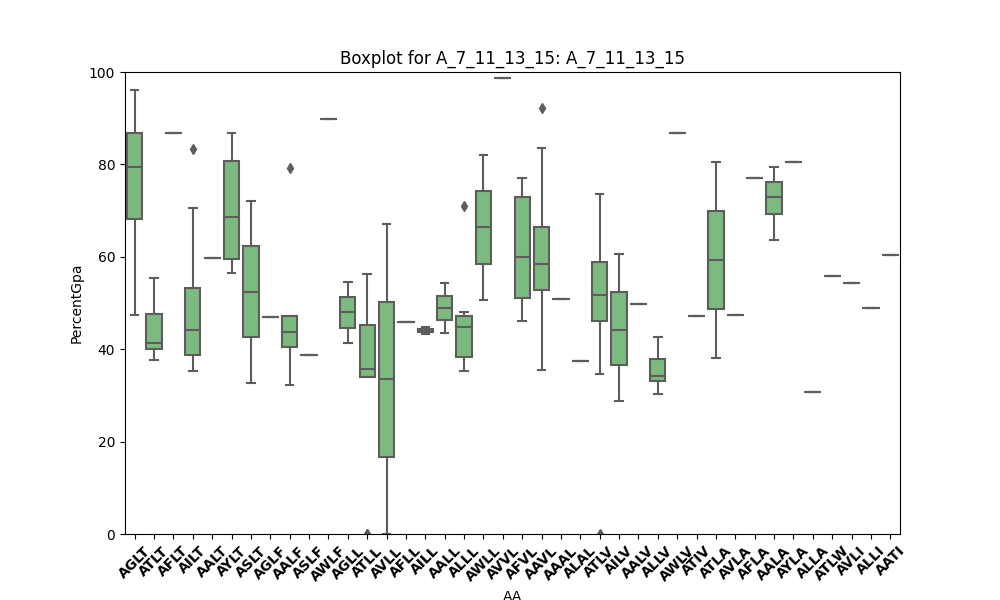 Boxplot for A_7_11_13_15: A_7_11_13_15
100
80
60
40
20
0
PercentGpa
AGLT ATLT AFLT AILT AALT AYLT ASLT AGLF AALF ASLF AWLF AGLL ATLL AVLL AFLL AILL AALL ALLL AWLL AVVL AFVL AAVL AAAL ALAL ATLV AILV AALV ALLV AWLV ATIV ATLA AVLA AFLA AALA AYLA ALLA ATLW AVLI ALLI AATI
AA